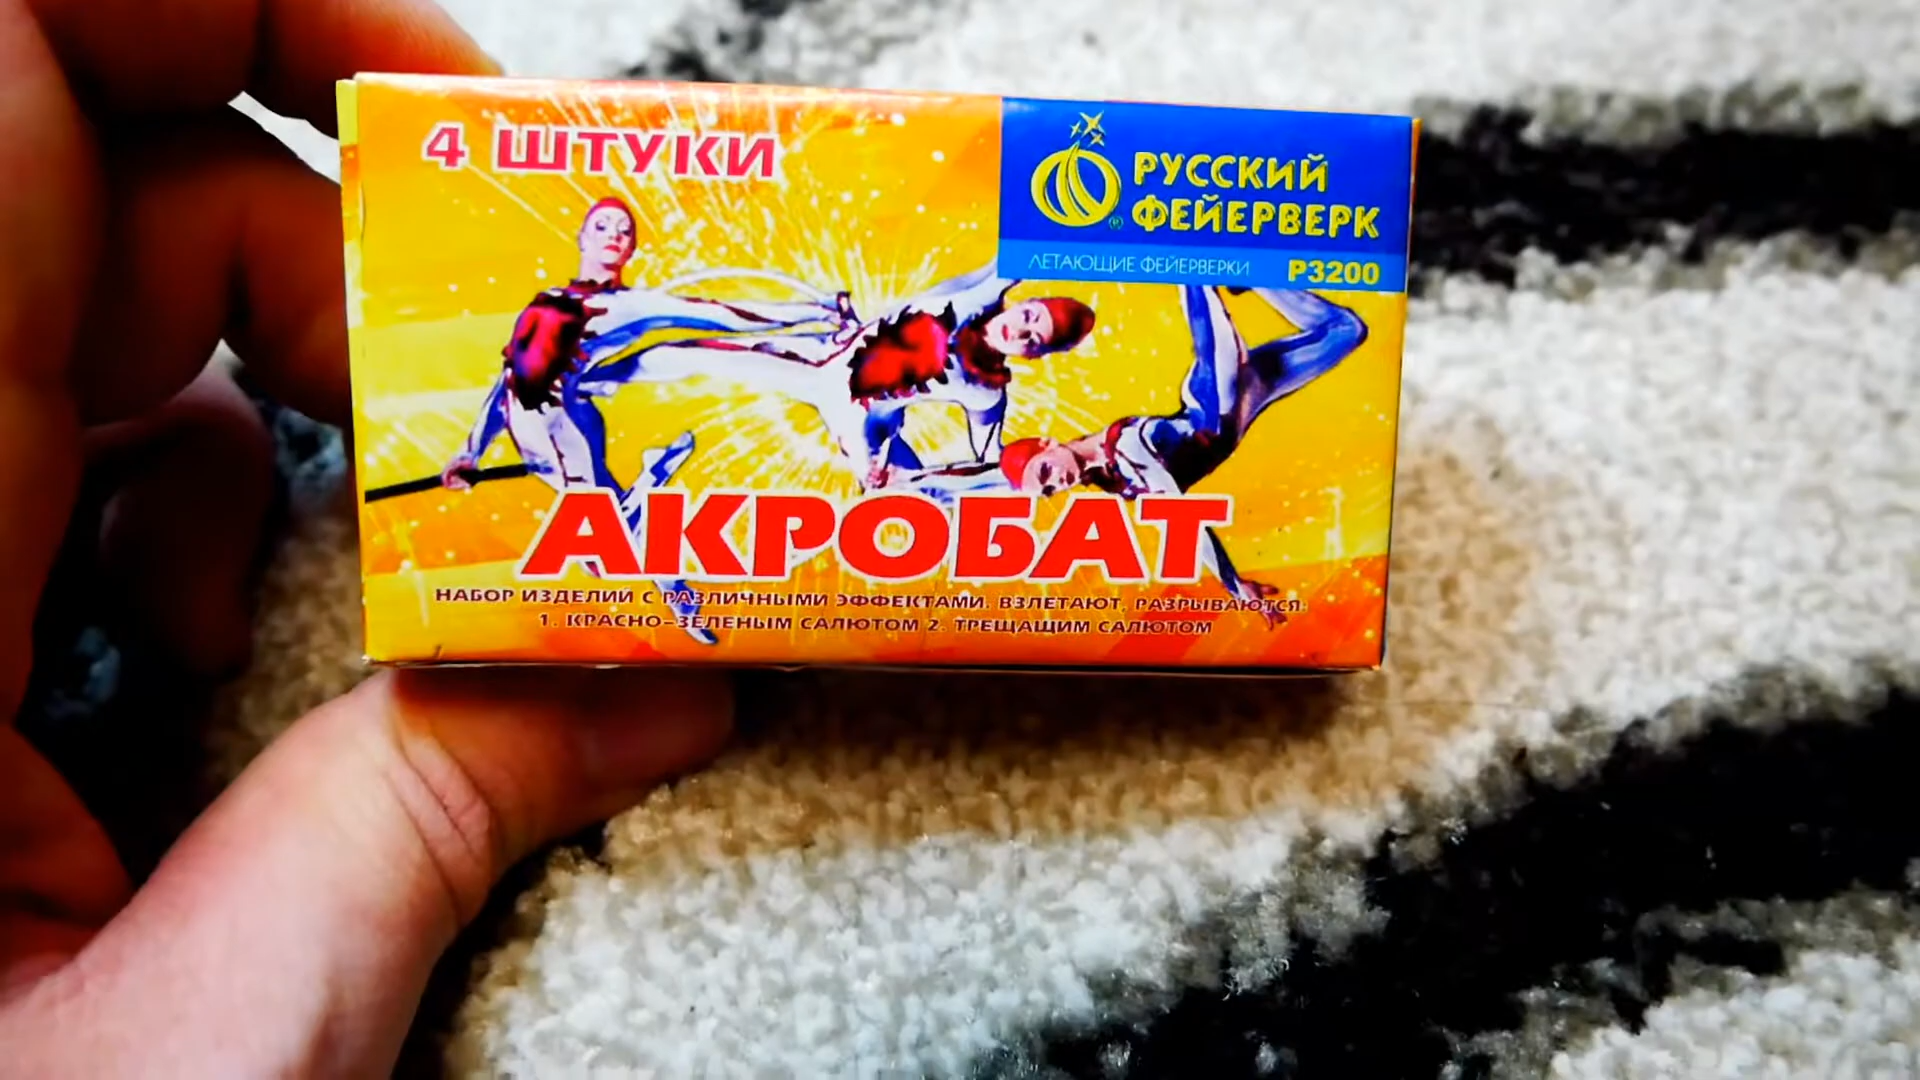 4 ШТУКИ
РУССКИЙ
ФЕЙЕРВЕРК
ЛЕТАЮЩИЕ ФЕЙЕРВЕРКИ Р3200
АКРОБАТ
НАБОР ИЗДЕЛИЙ С РАЗЛИЧНЫМИ ЭФФЕКТАМИ. ВЗЛЕТАЮТ, РАЗРЫВАЮТСЯ:
1. КРАСНО-ЗЕЛЕНЫМ САЛЮТОМ 2. ТРЕЩАЩИМ САЛЮТОМ